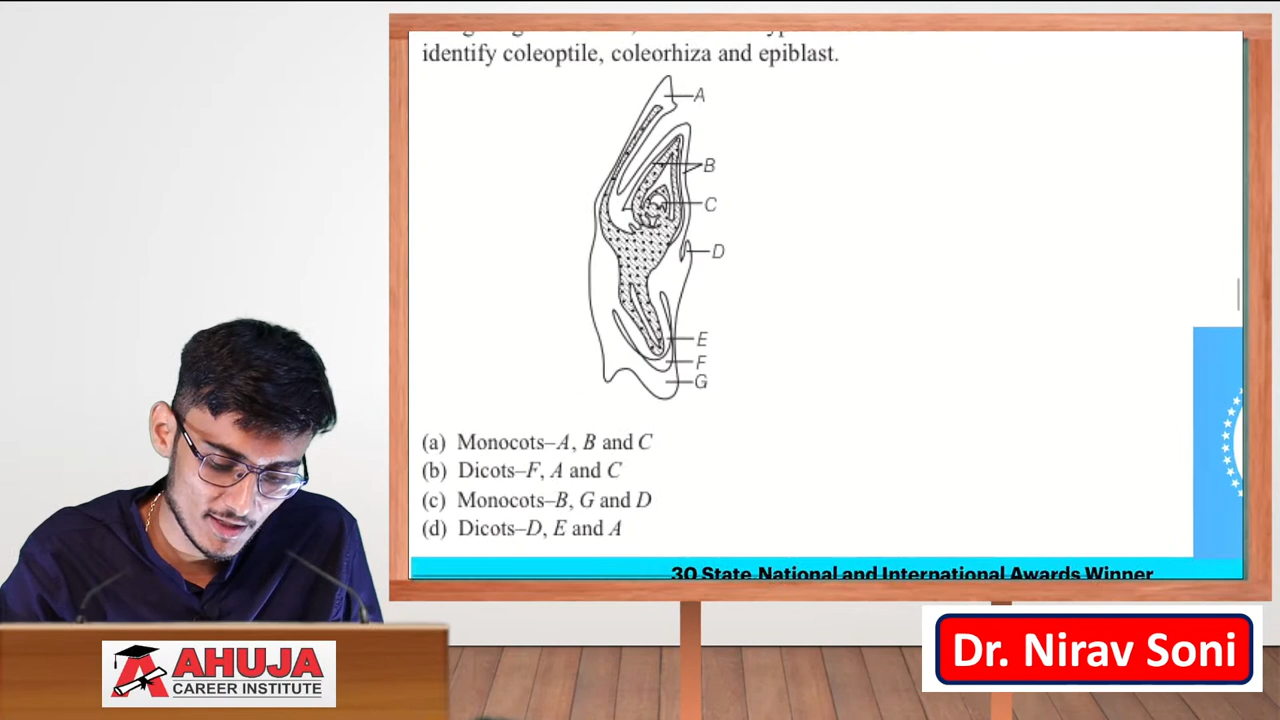 identify coleoptile, coleorhiza and epiblast.
A
B
C
D
E
F
G
(a) Monocots–A, B and C
(b) Dicots–F, A and C
(c) Monocots–B, G and D
(d) Dicots–D, E and A
30 State National and International Awards Winner
Dr. Nirav Soni
AHUJA
CAREER INSTITUTE